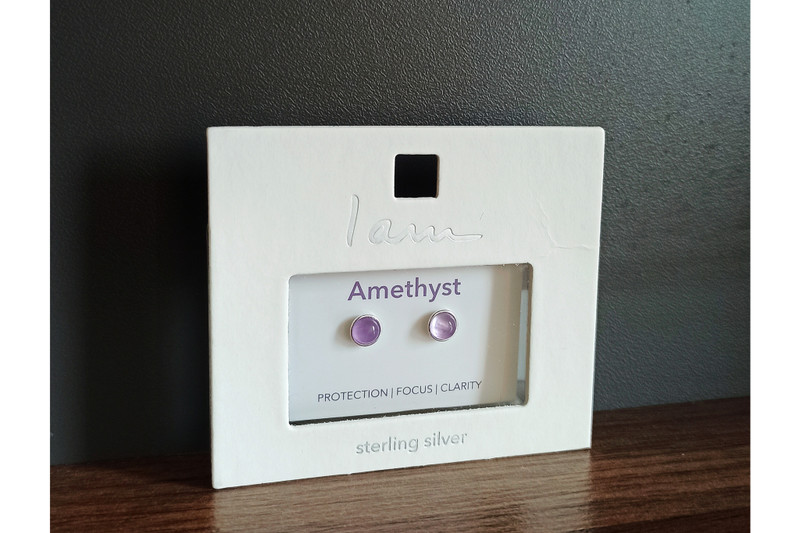 I am
Amethyst
PROTECTION | FOCUS | CLARITY
sterling silver